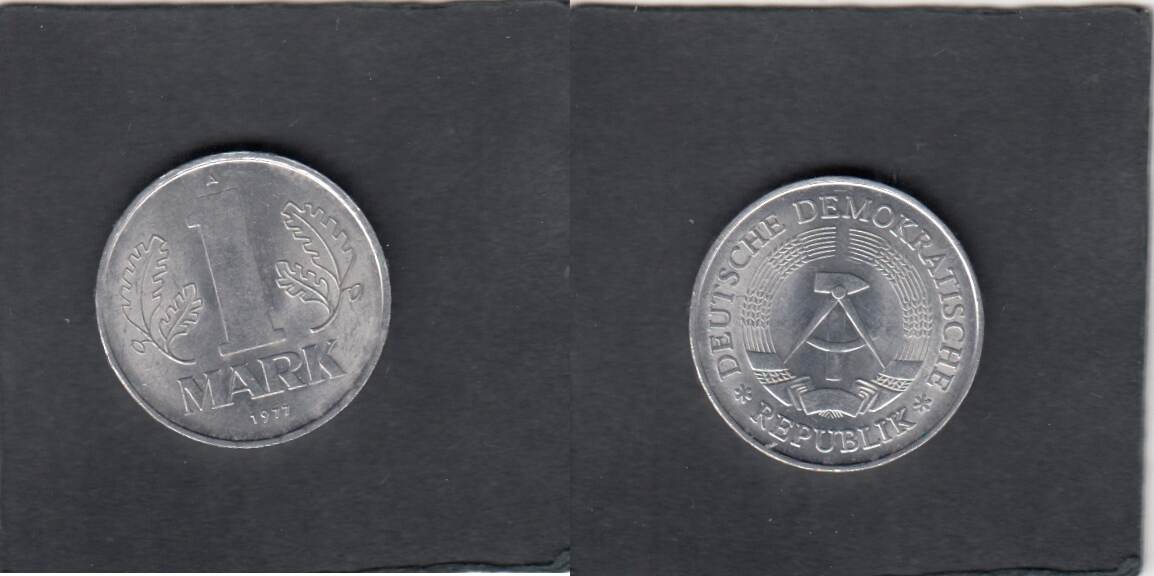 A
1
MARK
1977
DEUTSCHE DEMOKRATISCHE
* REPUBLIK *